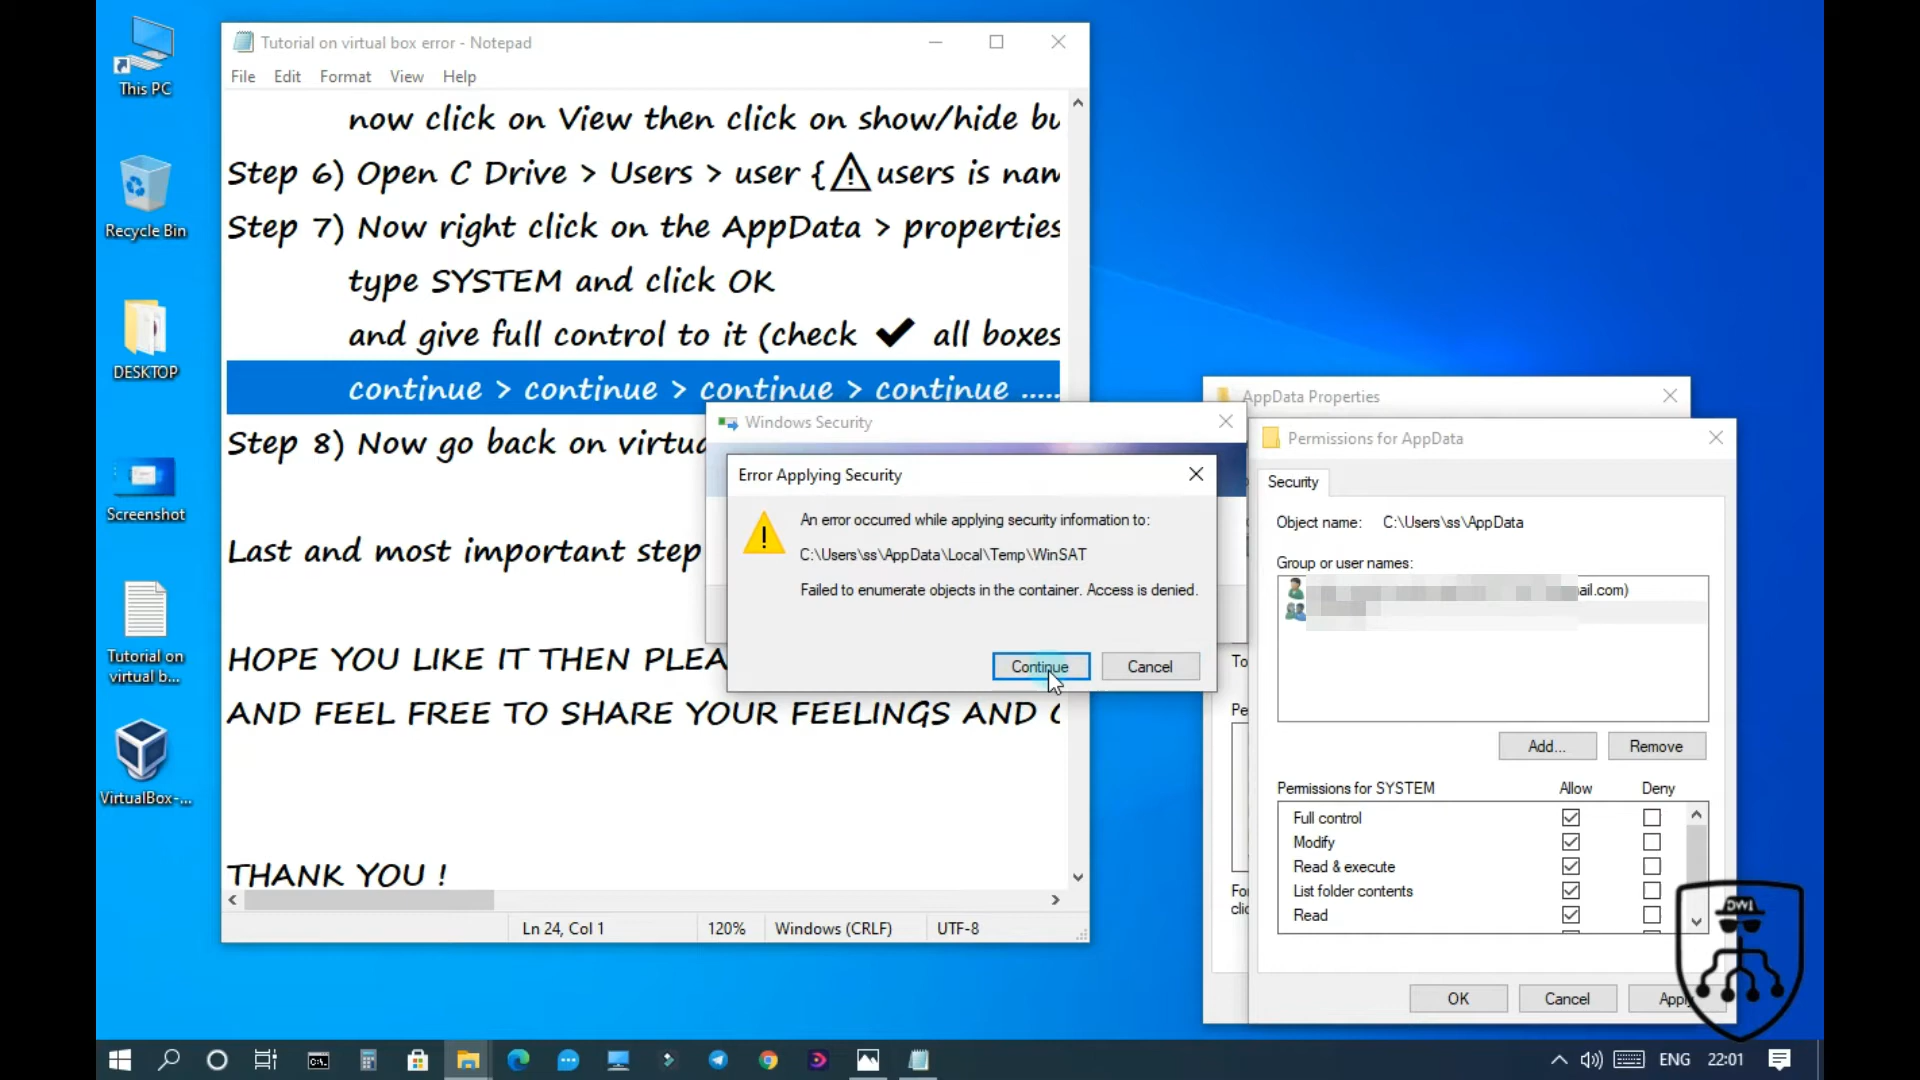 This PC
Recycle Bin
DESKTOP
Screenshot
Tutorial on
virtual b...
VirtualBox-...
Tutorial on virtual box error - Notepad
File Edit Format View Help
now click on View then click on show/hide bu
Step 6) Open C Drive > Users > user {⚠users is nam
Step 7) Now right click on the AppData > properties
type SYSTEM and click OK
and give full control to it (check ✔ all boxes
continue > continue > continue > continue .....
Step 8) Now go back on virtua
Last and most important step
HOPE YOU LIKE IT THEN PLEA
AND FEEL FREE TO SHARE YOUR FEELINGS AND
THANK YOU !
Ln 24, Col 1 120% Windows (CRLF) UTF-8
Windows Security
Error Applying Security
An error occurred while applying security information to:
C:\Users\ss\AppData\Local\Temp\WinSAT
Failed to enumerate objects in the container. Access is denied.
Continue Cancel
AppData Properties
To
Pe
Fo
clic
Permissions for AppData
Security
Object name: C:\Users\ss\AppData
Group or user names:
ail.com)
Add... Remove
Permissions for SYSTEM Allow Deny
Full control
Modify
Read & execute
List folder contents
Read
OK Cancel Apply
DWI
ENG 22:01